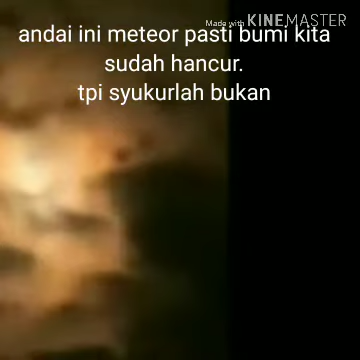 Made with KINEMASTER
andai ini meteor pasti bumi kita
sudah hancur.
tpi syukurlah bukan